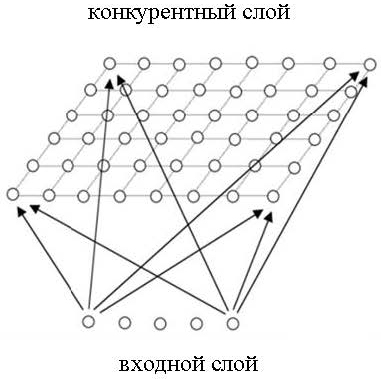 конкурентный слой
входной слой